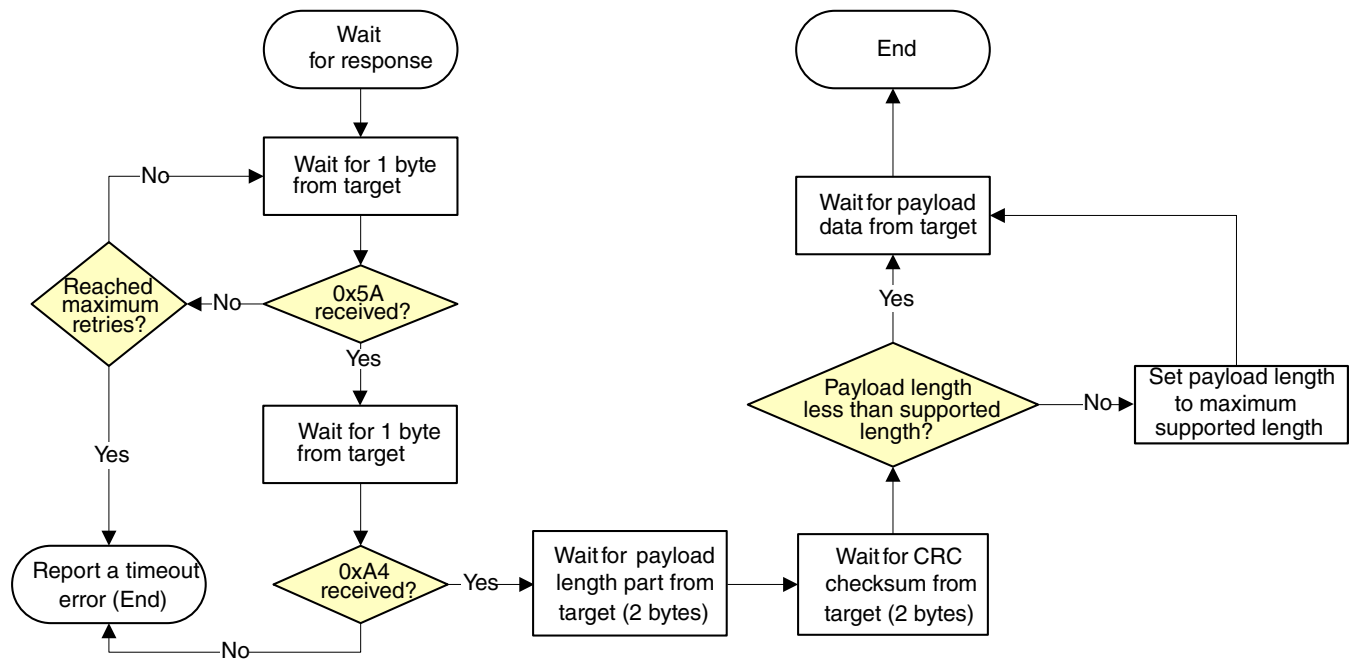 Wait
for response
End
Wait for 1 byte
from target
No
Wait for payload
data from target
Reached
maximum
retries?
No
0x5A
received?
Yes
Yes
Payload length
less than supported
length?
No
Set payload length
to maximum
supported length
Wait for 1 byte
from target
Yes
Report a timeout
error (End)
0xA4
received?
Yes
Wait for payload
length part from
target (2 bytes)
Wait for CRC
checksum from
target (2 bytes)
No